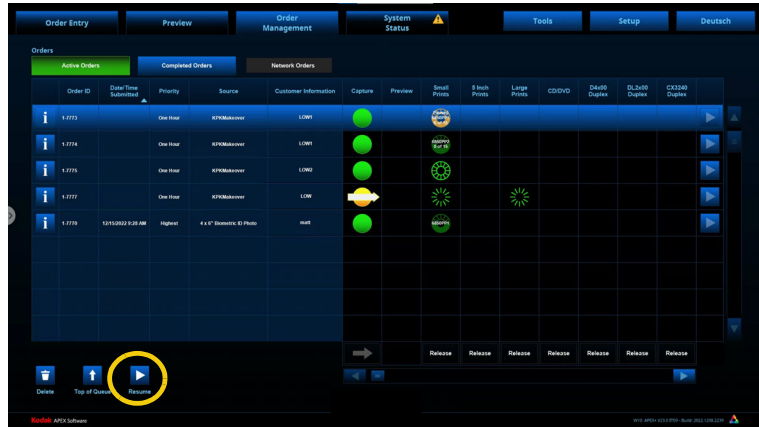 Order Entry
Preview
Order
Management
System
Status
Tools
Setup
Deutsch
Orders
Active Orders
Completed Orders
Network Orders
Order ID
Date/Time
Submitted
Priority
Source
Customer Information
Capture
Preview
Small
Prints
5 Inch
Prints
Large
Prints
CD/DVD
D4x00
Duplex
DL2x00
Duplex
CX3240
Duplex
i 1-7773 One Hour KPKMakeover LOW1
i 1-7774 One Hour KPKMakeover LOW1
i 1-7775 One Hour KPKMakeover LOW2
i 1-7777 One Hour KPKMakeover LOW
i 1-7770 12/15/2022 9:28 AM Highest 4 x 6" Biometric ID Photo matt
Release Release Release Release Release Release Release
Delete
Top of Queue
Resume
Kodak APEX Software